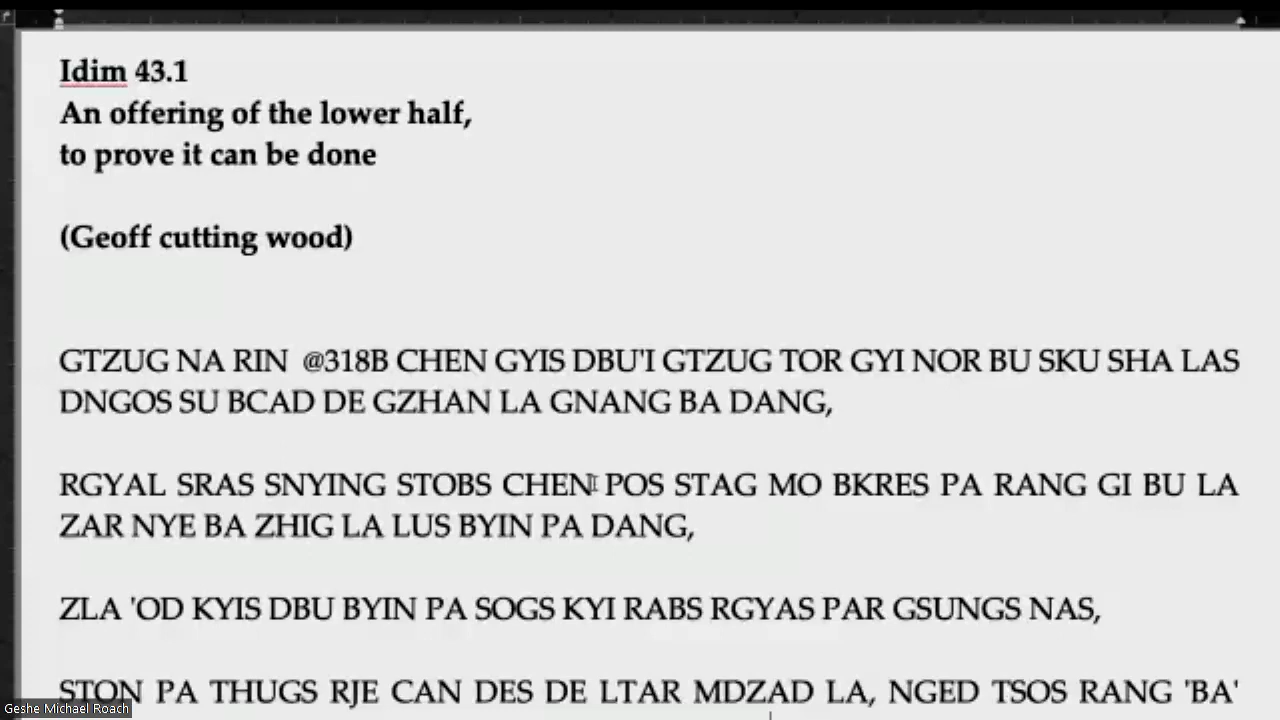 Idim 43.1
An offering of the lower half,
to prove it can be done
(Geoff cutting wood)
GTZUG NA RIN @318B CHEN GYIS DBU'I GTZUG TOR GYI NOR BU SKU SHA LAS
DNGOS SU BCAD DE GZHAN LA GNANG BA DANG,
RGYAL SRAS SNYING STOBS CHEN POS STAG MO BKRES PA RANG GI BU LA
ZAR NYE BA ZHIG LA LUS BYIN PA DANG,
ZLA 'OD KYIS DBU BYIN PA SOGS KYI RABS RGYAS PAR GSUNGS NAS,
STON PA THUGS RJE CAN DES DE LTAR MDZAD LA, NGED TSOS RANG 'BA'
Geshe Michael Roach